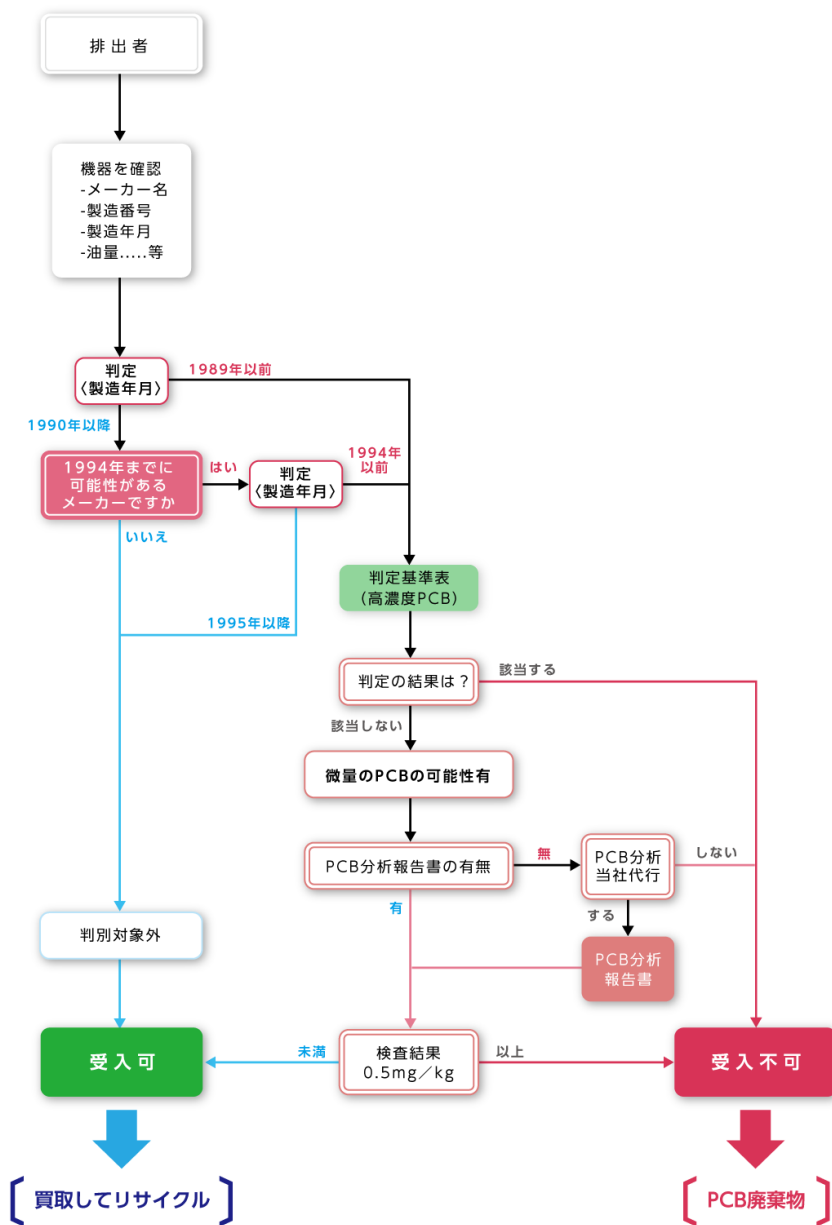 排出者
機器を確認
-メーカー名
-製造番号
-製造年月
-油量.....等
判定
〈製造年月〉
1989年以前
1990年以降
1994年までに
可能性がある
メーカーですか
はい
判定
〈製造年月〉
1994年
以前
いいえ
1995年以降
判定基準表
(高濃度PCB)
判定の結果は？
該当する
該当しない
微量のPCBの可能性有
PCB分析報告書の有無
無
PCB分析
当社代行
しない
有
する
PCB分析
報告書
判別対象外
検査結果
0.5mg／kg
未満
以上
受入可
受入不可
買取してリサイクル
PCB廃棄物